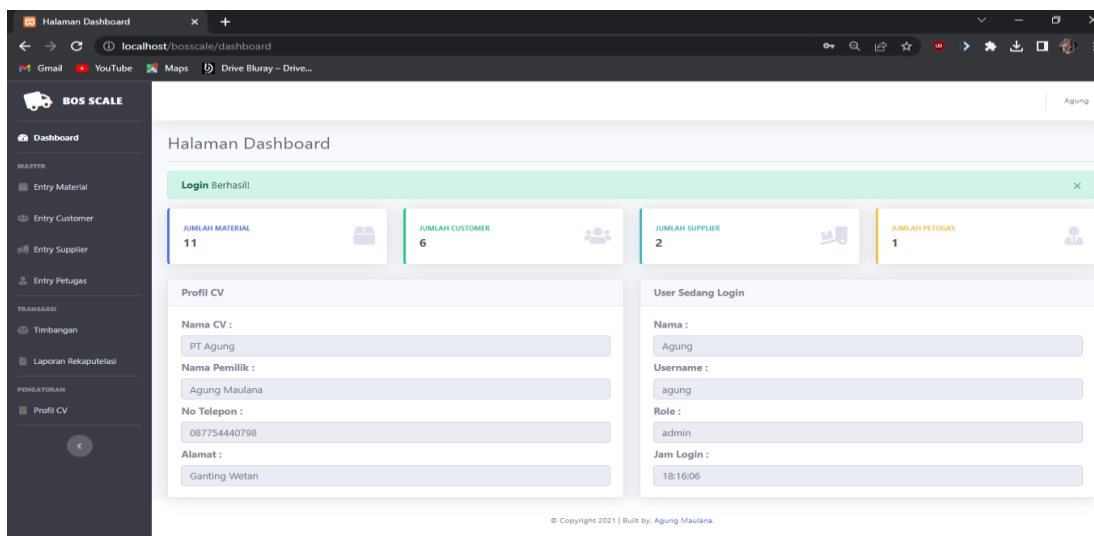 Halaman Dashboard
localhost/bosscale/dashboard
Gmail YouTube Maps Drive Bluray – Drive...
BOS SCALE
Agung
Dashboard
MASTER
Entry Material
Entry Customer
Entry Supplier
Entry Petugas
TRANSAKSI
Timbangan
Laporan Rekaputelasi
PENGATURAN
Profil CV
Halaman Dashboard
Login Berhasil!
JUMLAH MATERIAL
11
JUMLAH CUSTOMER
6
JUMLAH SUPPLIER
2
JUMLAH PETUGAS
1
Profil CV
Nama CV :
PT Agung
Nama Pemilik :
Agung Maulana
No Telepon :
087754440798
Alamat :
Ganting Wetan
User Sedang Login
Nama :
Agung
Username :
agung
Role :
admin
Jam Login :
18:16:06
© Copyright 2021 | Built by. Agung Maulana.